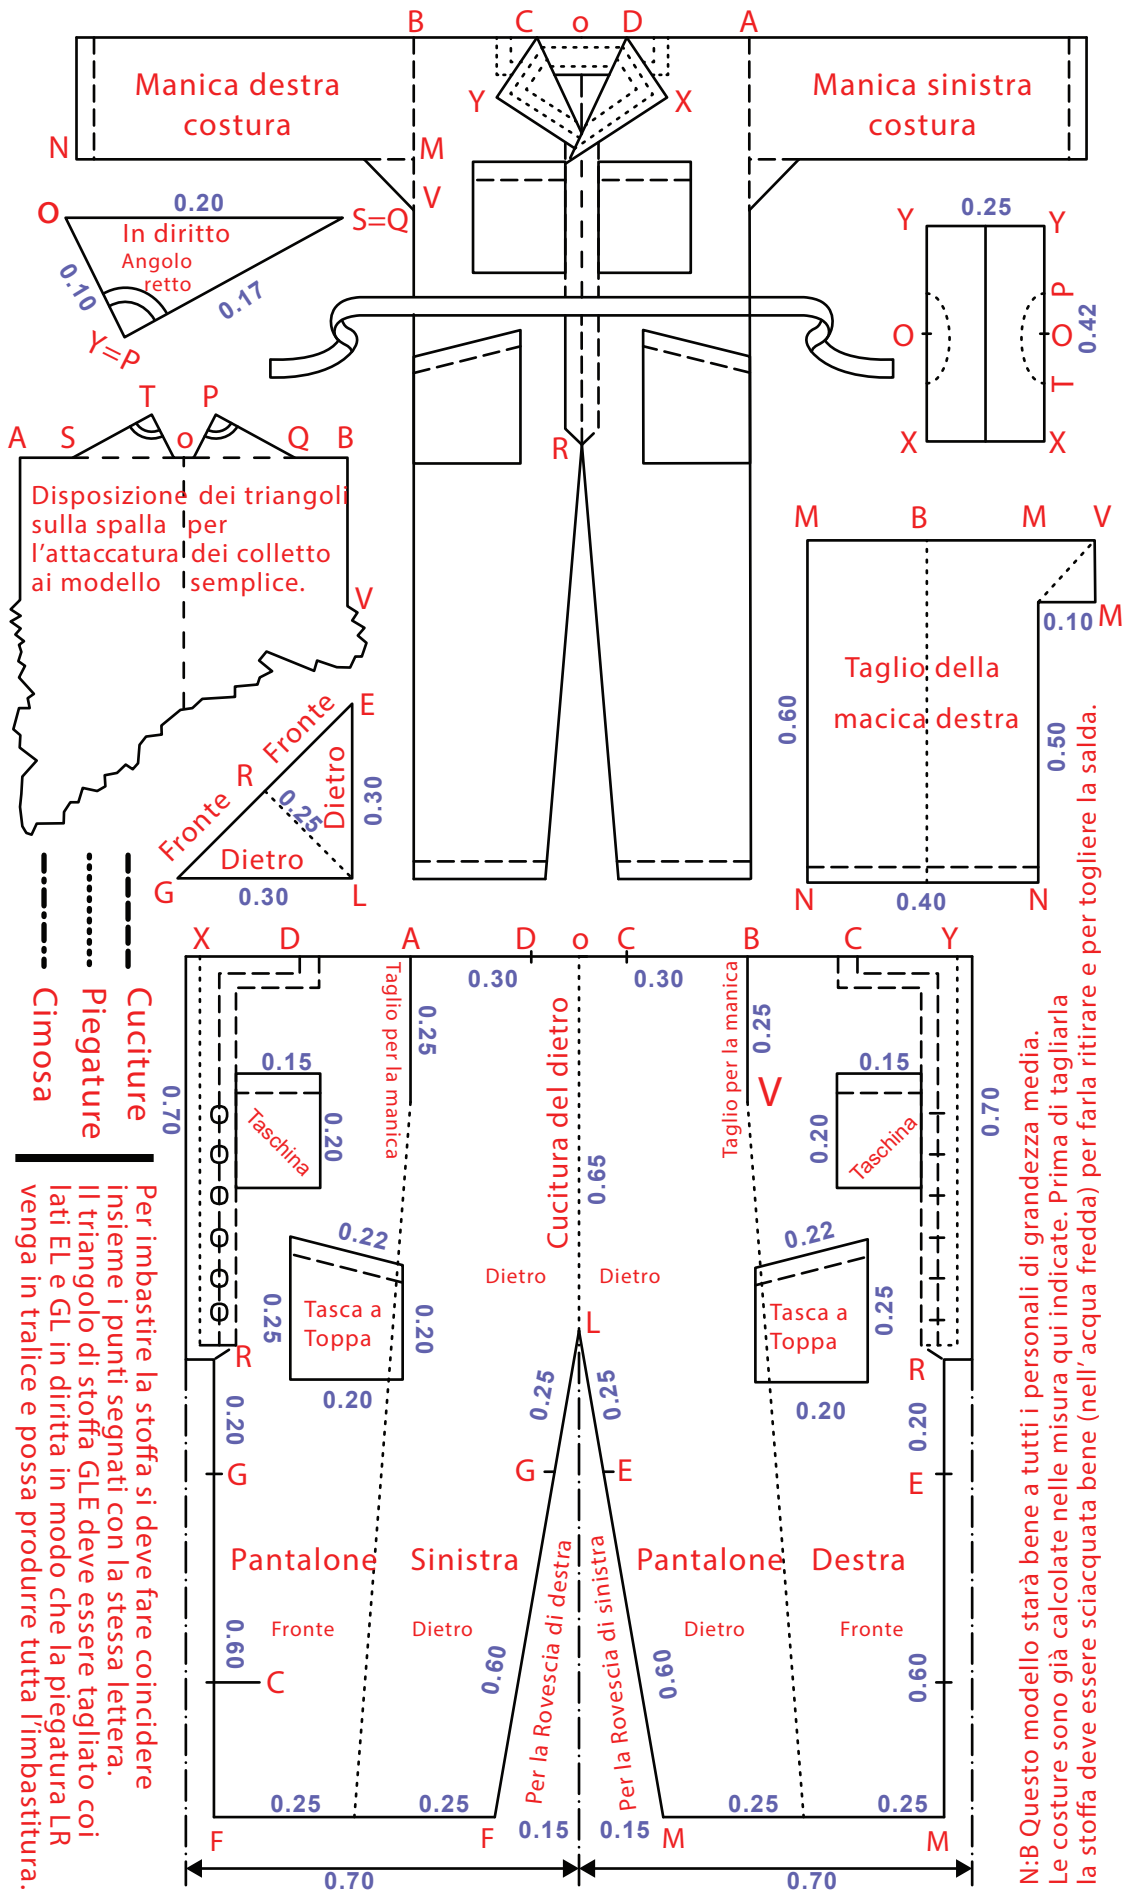 B C o D A
Manica destra
costura
Manica sinistra
costura
Y X
N M V
O 0.20 S=Q
In diritto
Angolo
retto
0.10 0.17
Y=P
0.25
Y Y
P
O O 0.42
T
X X
T P
A S o Q B
R
Disposizione dei triangoli
sulla spalla per
l'attaccatura dei colletto
ai modello semplice.
V
M B M V
0.10 M
Taglio della
macica destra
0.60 0.50
N 0.40 N
E
Fronte
R
Fronte
0.25
Dietro
0.30
Dietro
G 0.30 L
Cuciture
Piegature
Cimosa
X D A D o C B C Y
0.30 0.30
Taglio per la manica
0.25
Cucitura del dietro
0.65
Taglio per la manica
0.25
V
0.70
0.15
0.20
Taschina
0.15
0.20
Taschina
0.70
0.22
0.25
Tasca a
Toppa
0.20
0.20
Dietro Dietro
L
0.22
Tasca a
Toppa
0.25
0.20
R R
0.20 0.25 0.25 0.20
G G E E
Pantalone Sinistra Pantalone Destra
Fronte Dietro Dietro Fronte
Per la Rovescia di destra
Per la Rovescia di sinistra
0.60 C 0.60 0.60 0.60
0.25 0.25 0.15 0.15 0.25 0.25
F F M M
0.70 0.70
Per imbastire la stoffa si deve fare coincidere
insieme i punti segnati con la stessa lettera.
Il triangolo di stoffa GLE deve essere tagliato coi
lati EL e GL in diritta in modo che la piegatura LR
venga in tralice e possa produrre tutta l'imbastitura.
N:B Questo modello starà bene a tutti i personali di grandezza media.
Le costure sono già calcolate nelle misura qui indicate. Prima di tagliarla
la stoffa deve essere sciacquata bene (nell' acqua fredda) per farla ritirare e per togliere la salda.